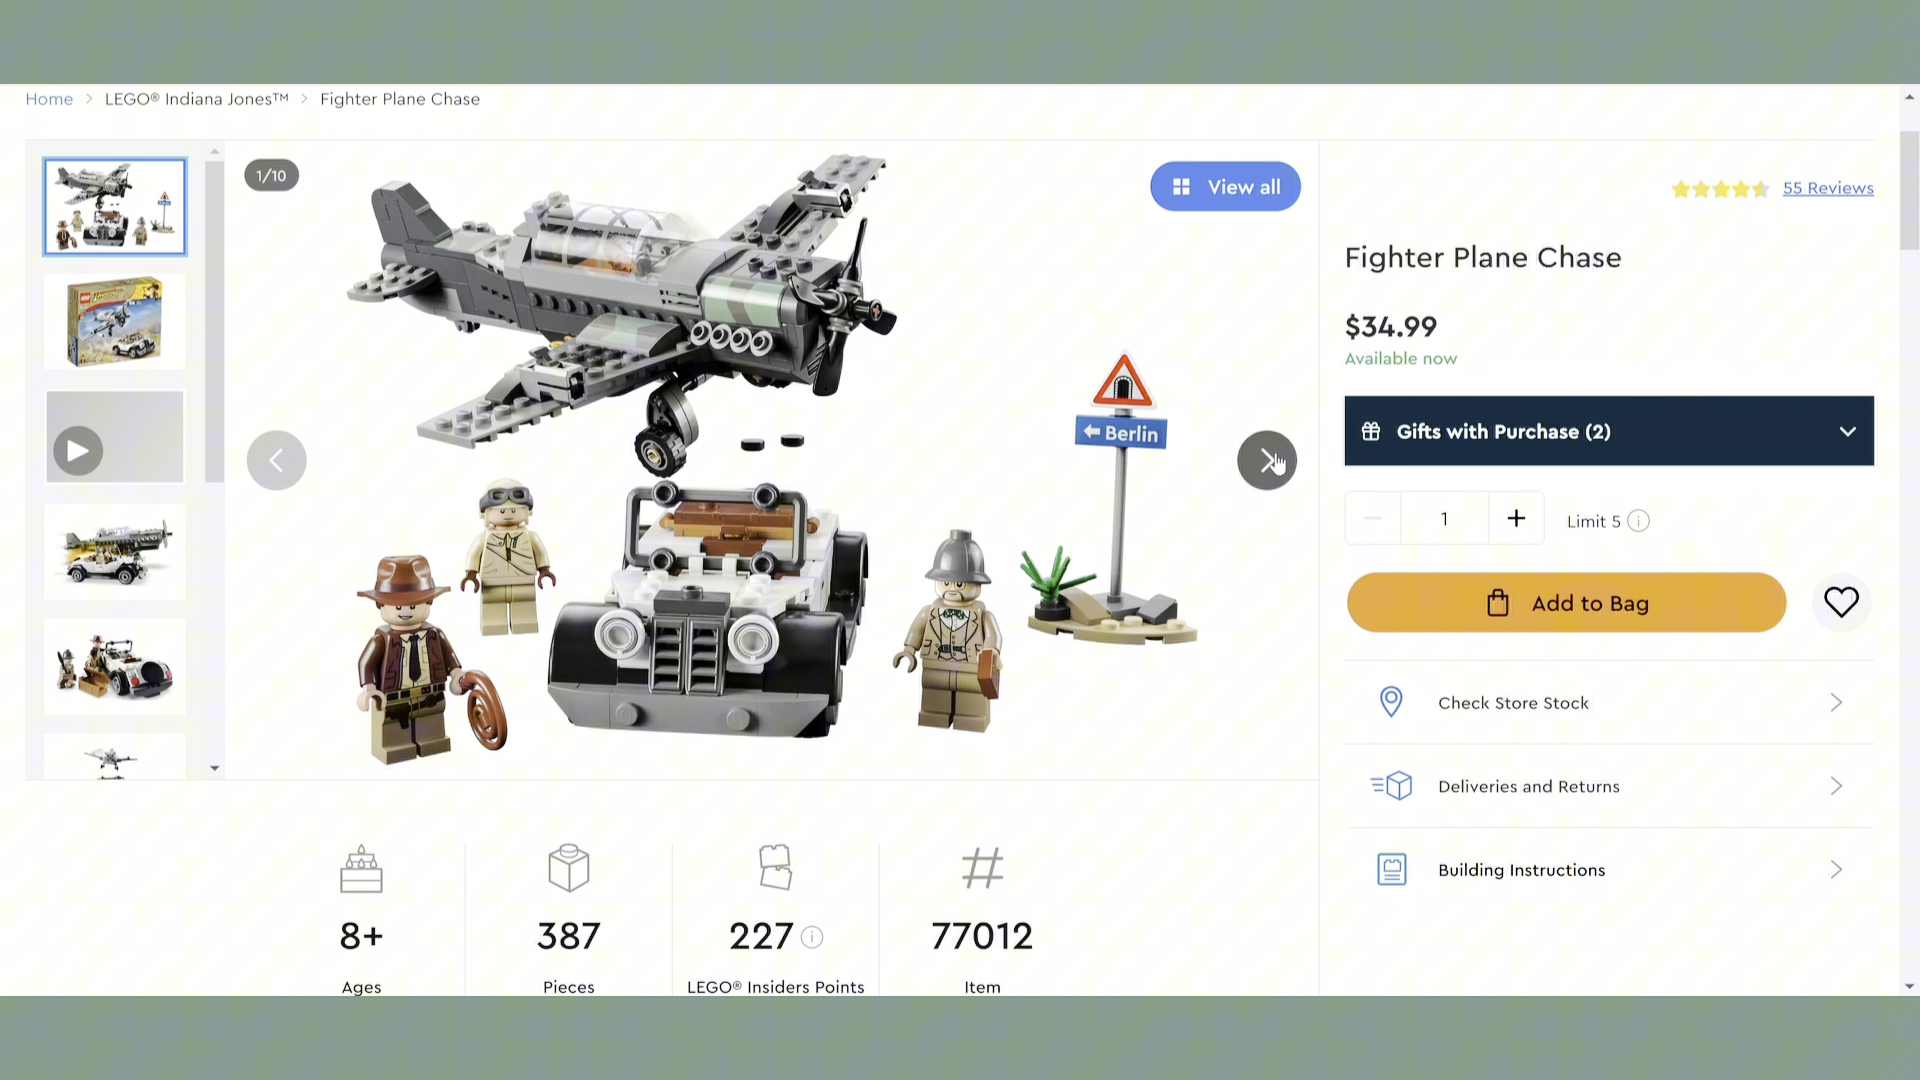 Home > LEGO® Indiana Jones™ > Fighter Plane Chase
1/10
View all
← Berlin
55 Reviews
Fighter Plane Chase
$34.99
Available now
Gifts with Purchase (2)
1
Limit 5
Add to Bag
Check Store Stock
Deliveries and Returns
Building Instructions
8+
Ages
387
Pieces
227
LEGO® Insiders Points
77012
Item